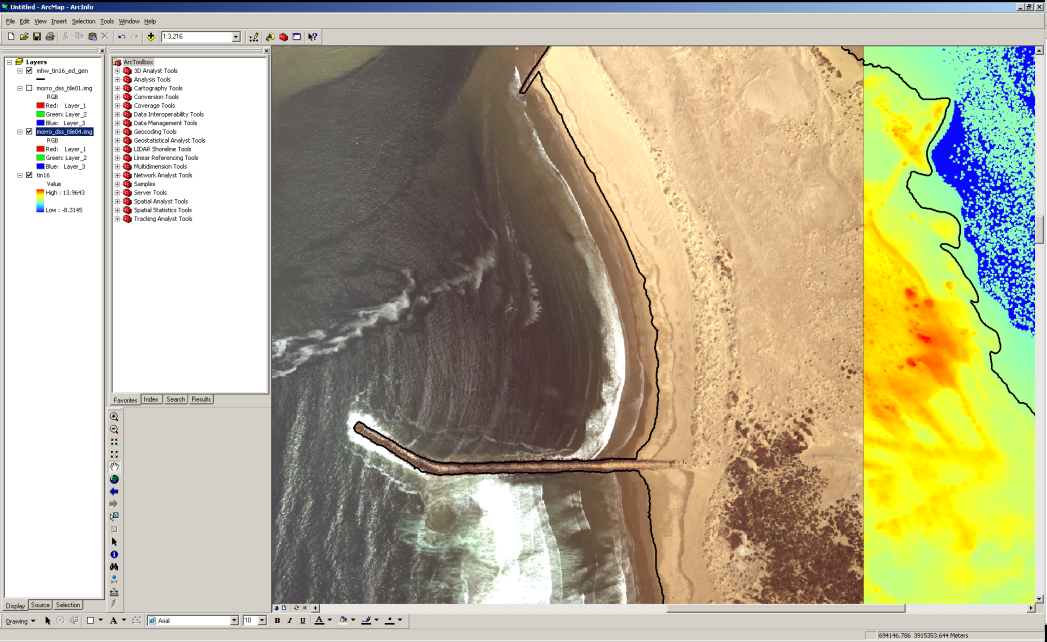 Untitled - ArcMap - ArcInfo
File Edit View Insert Selection Tools Window Help
1:3,216
Layers
mhw_tin16_ed_gen
morro_dss_tile01.img
RGB
Red: Layer_1
Green: Layer_2
Blue: Layer_3
morro_dss_tile04.img
RGB
Red: Layer_1
Green: Layer_2
Blue: Layer_3
tin16
Value
High : 13.9643
Low : -8.3145
ArcToolbox
3D Analyst Tools
Analysis Tools
Cartography Tools
Conversion Tools
Coverage Tools
Data Interoperability Tools
Data Management Tools
Geocoding Tools
Geostatistical Analyst Tools
LIDAR Shoreline Tools
Linear Referencing Tools
Multidimension Tools
Network Analyst Tools
Samples
Server Tools
Spatial Analyst Tools
Spatial Statistics Tools
Tracking Analyst Tools
Favorites Index Search Results
Display Source Selection
Drawing A Arial 10 B I U A
694146.786 3915353.644 Meters